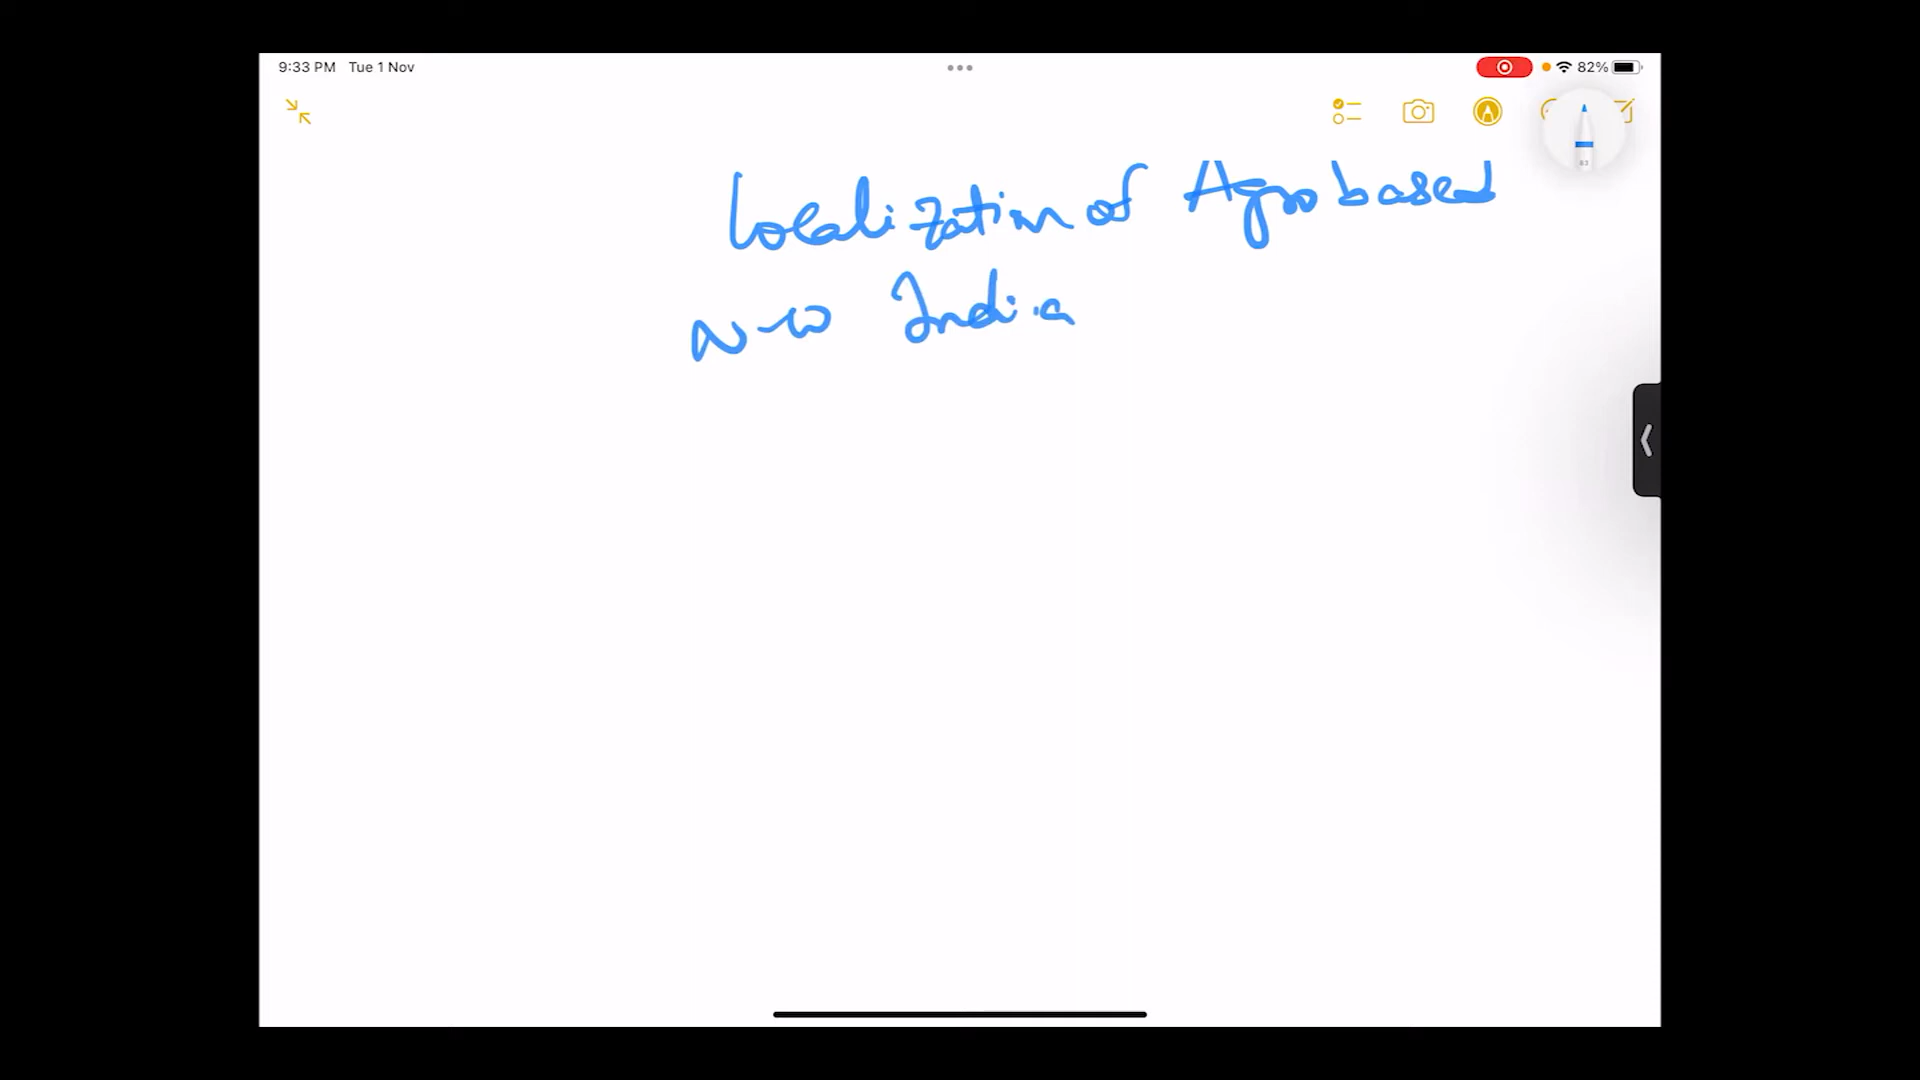 9:33 PM Tue 1 Nov
82%
Localization of Agro based
N-W India